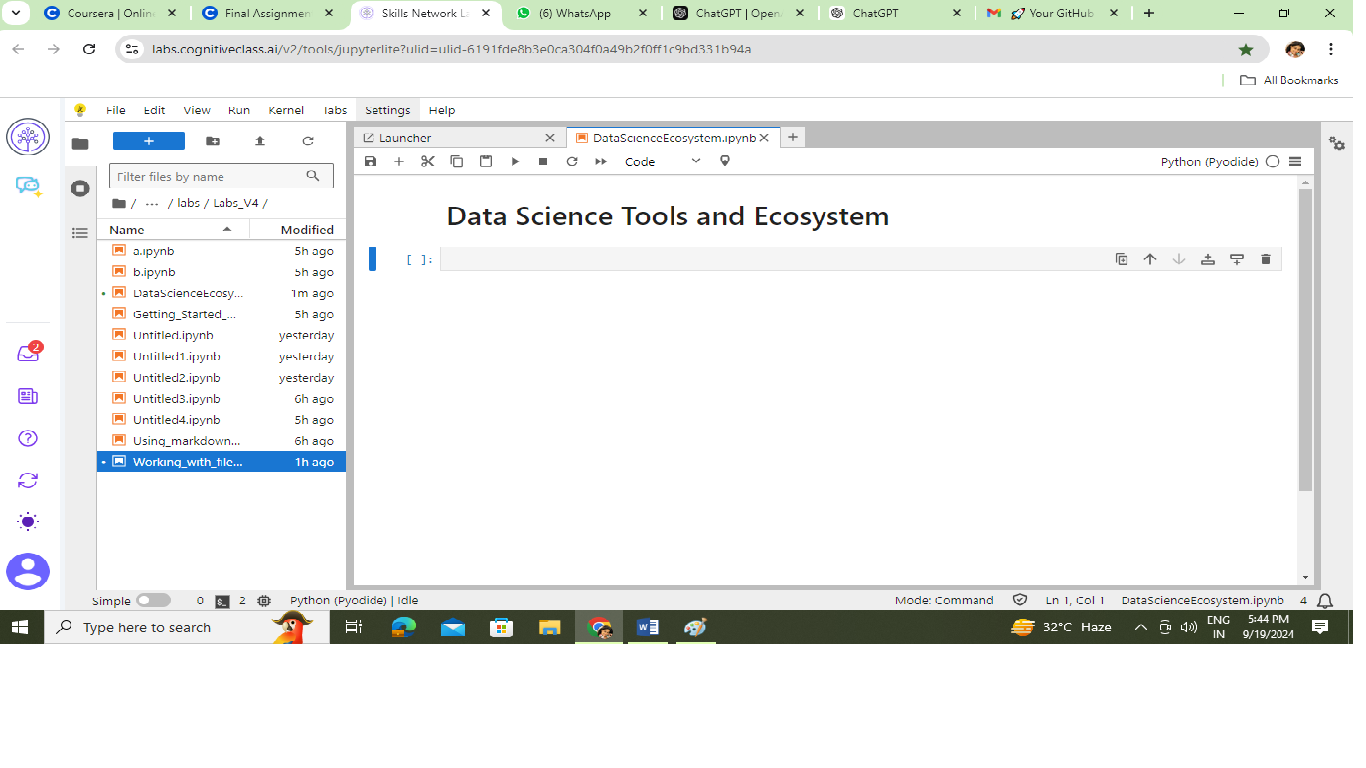 Coursera | Online
Final Assignmen
Skills Network La
(6) WhatsApp
ChatGPT | Open
ChatGPT
Your GitHub
labs.cognitiveclass.ai/v2/tools/jupyterlite?ulid=ulid-6191fde8b3e0ca304f0a49b2f0ff1c9bd331b94a
All Bookmarks
File Edit View Run Kernel Tabs Settings Help
Launcher
DataScienceEcosystem.ipynb
Code
Python (Pyodide)
Filter files by name
/ ... / labs / Labs_V4 /
Name Modified
a.ipynb 5h ago
b.ipynb 5h ago
DataScienceEcosy... 1m ago
Getting_Started_... 5h ago
Untitled.ipynb yesterday
Untitled1.ipynb yesterday
Untitled2.ipynb yesterday
Untitled3.ipynb 6h ago
Untitled4.ipynb 5h ago
Using_markdown... 6h ago
Working_with_file... 1h ago
Data Science Tools and Ecosystem
[ ]:
2
Simple 0 2 Python (Pyodide) | Idle Mode: Command Ln 1, Col 1 DataScienceEcosystem.ipynb 4
Type here to search
32°C Haze
ENG
IN
5:44 PM
9/19/2024